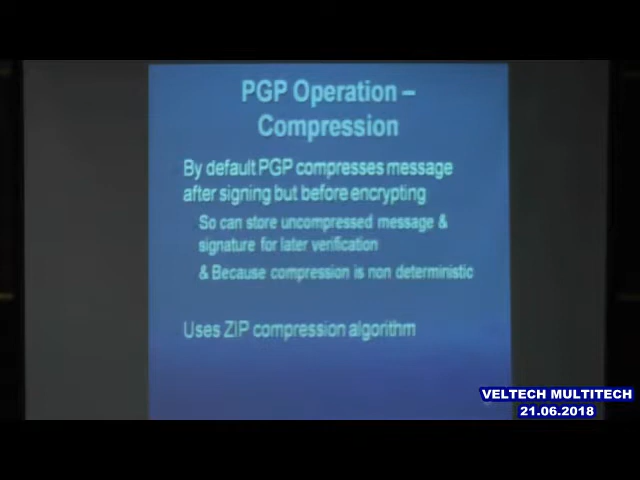 PGP Operation –
Compression
By default PGP compresses message
after signing but before encrypting
So can store uncompressed message &
signature for later verification
& Because compression is non deterministic
Uses ZIP compression algorithm
VELTECH MULTITECH
21.06.2018